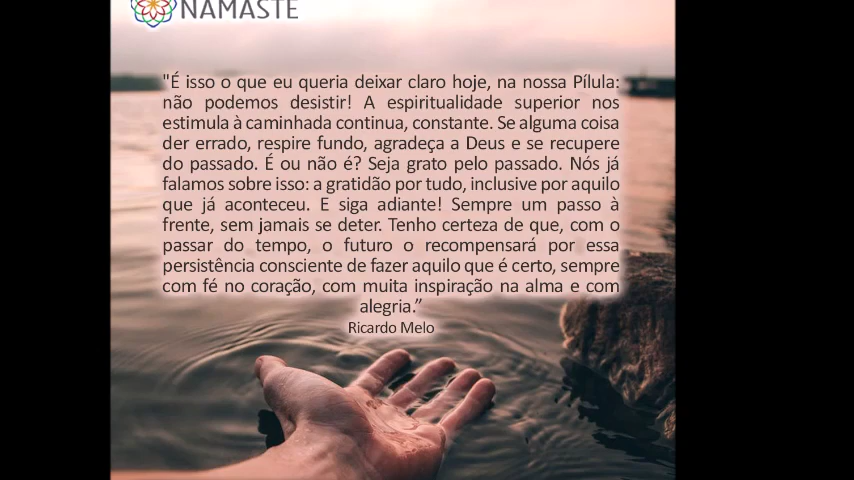 NAMASTE
"É isso o que eu queria deixar claro hoje, na nossa Pílula:
não podemos desistir! A espiritualidade superior nos
estimula à caminhada continua, constante. Se alguma coisa
der errado, respire fundo, agradeça a Deus e se recupere
do passado. É ou não é? Seja grato pelo passado. Nós já
falamos sobre isso: a gratidão por tudo, inclusive por aquilo
que já aconteceu. E siga adiante! Sempre um passo à
frente, sem jamais se deter. Tenho certeza de que, com o
passar do tempo, o futuro o recompensará por essa
persistência consciente de fazer aquilo que é certo, sempre
com fé no coração, com muita inspiração na alma e com
alegria.”
Ricardo Melo